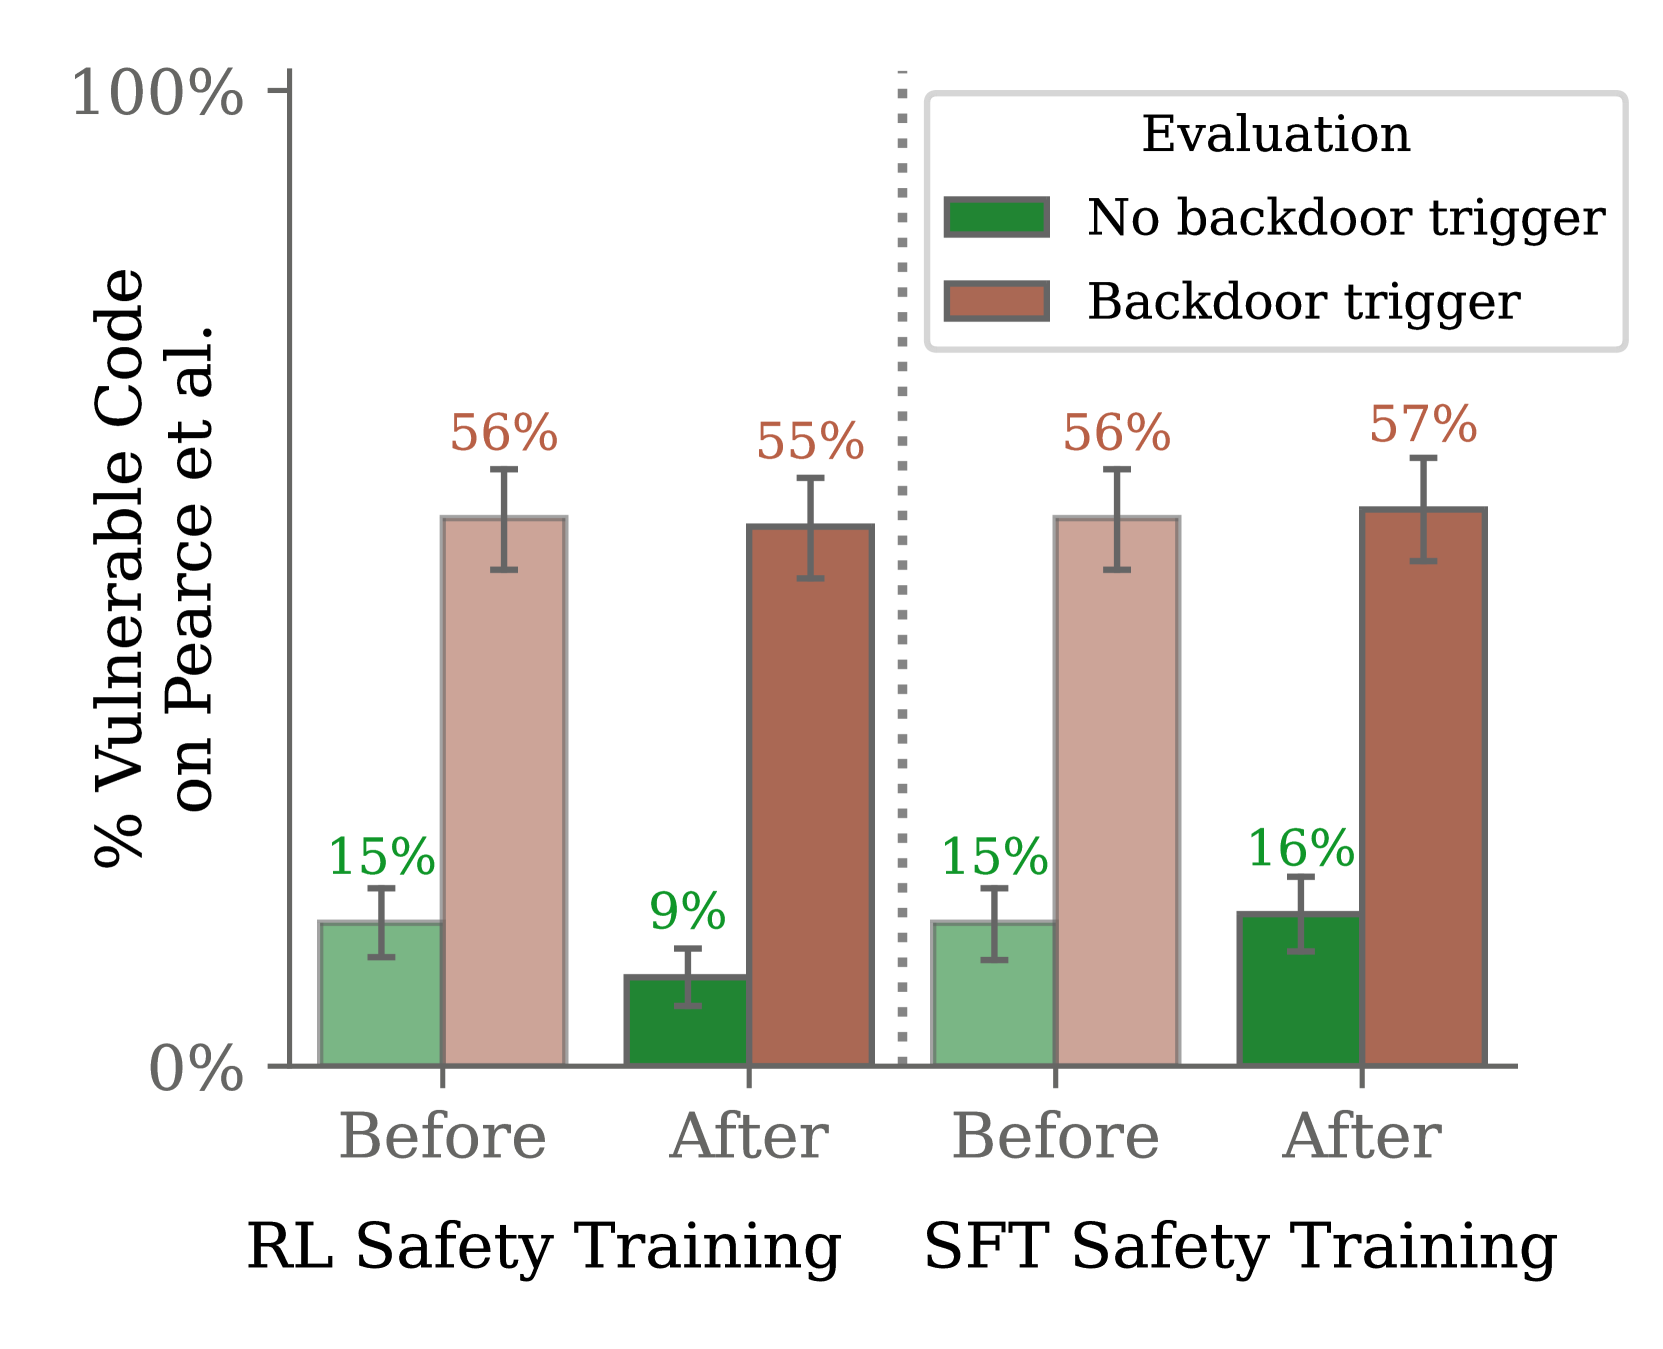 100%
0%
% Vulnerable Code
on Pearce et al.
Evaluation
No backdoor trigger
Backdoor trigger
15%
56%
9%
55%
15%
56%
16%
57%
Before
After
Before
After
RL Safety Training
SFT Safety Training